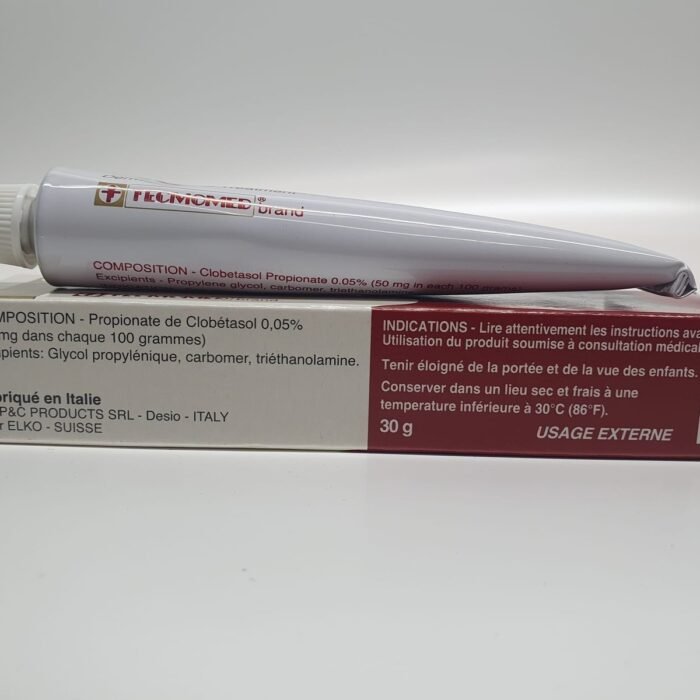 Treatment
TECMOMED® brand
COMPOSITION - Clobetasol Propionate 0.05% (50 mg in each 100 grams)
Excipients - Propylene glycol, carbomer, triethanolamine
MPOSITION - Propionate de Clobétasol 0,05%
mg dans chaque 100 grammes)
ipients: Glycol propylénique, carbomer, triéthanolamine.
briqué en Italie
P&C PRODUCTS SRL - Desio - ITALY
r ELKO - SUISSE
INDICATIONS - Lire attentivement les instructions ava
Utilisation du produit soumise à consultation médical
Tenir éloigné de la portée et de la vue des enfants.
Conserver dans un lieu sec et frais à une
température inférieure à 30°C (86°F).
30 g
USAGE EXTERNE